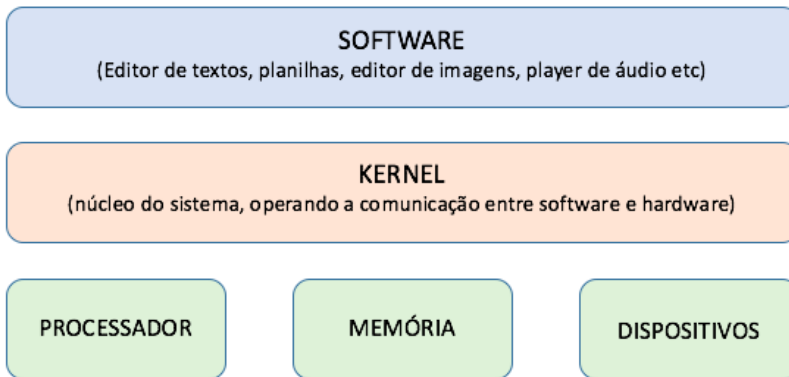 SOFTWARE
(Editor de textos, planilhas, editor de imagens, player de áudio etc)
KERNEL
(núcleo do sistema, operando a comunicação entre software e hardware)
PROCESSADOR
MEMÓRIA
DISPOSITIVOS